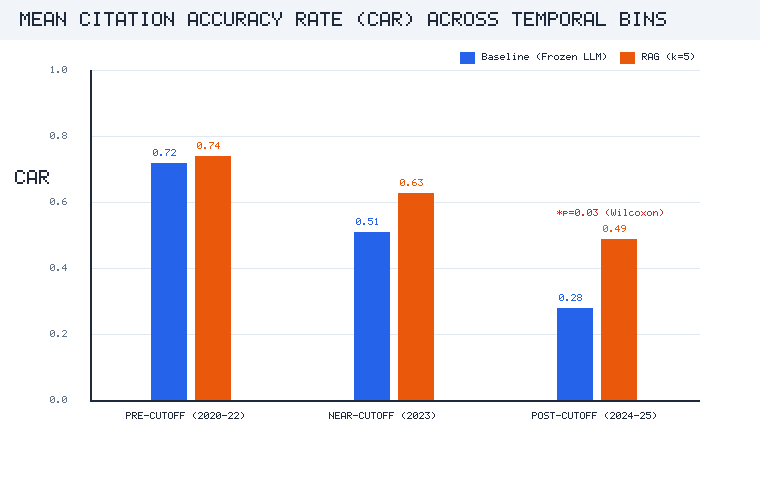 MEAN CITATION ACCURACY RATE (CAR) ACROSS TEMPORAL BINS
Baseline (Frozen LLM)
RAG (k=5)
1.0
0.8
0.6
0.4
0.2
0.0
CAR
0.72
0.74
0.51
0.63
*p=0.03 (Wilcoxon)
0.28
0.49
PRE-CUTOFF (2020-22)
NEAR-CUTOFF (2023)
POST-CUTOFF (2024-25)